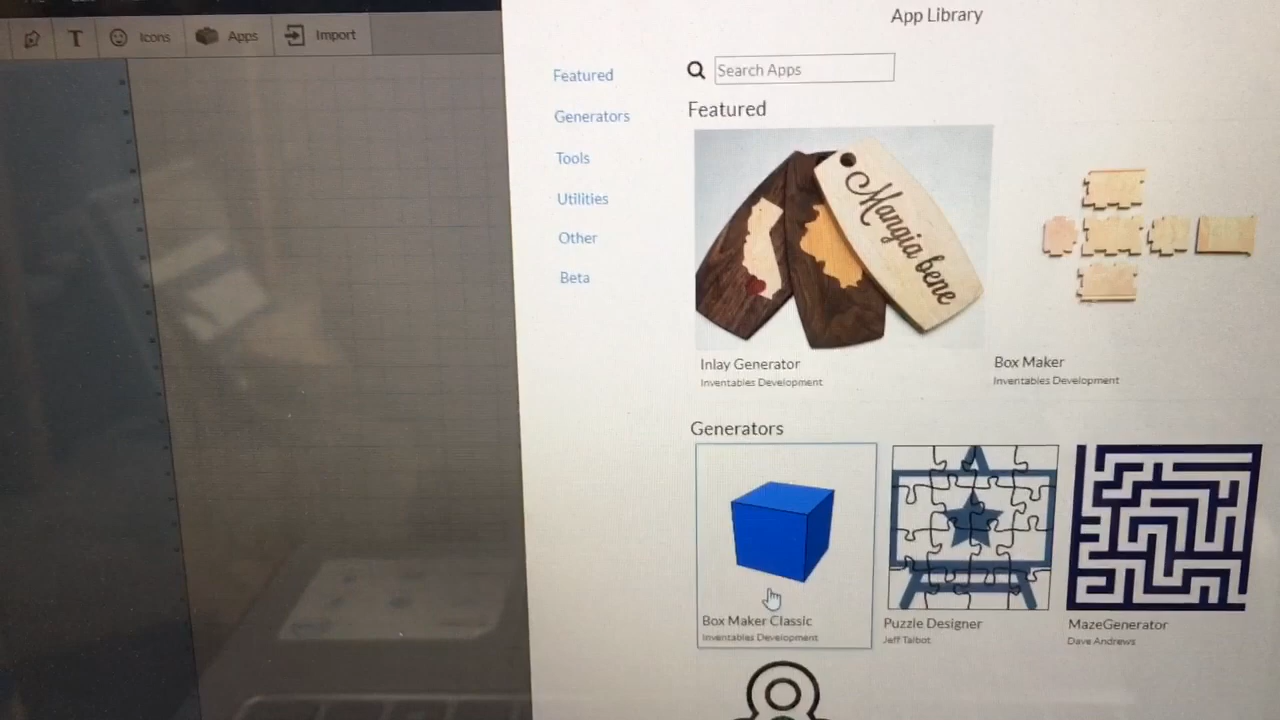 App Library
T
Icons
Apps
Import
Search Apps
Featured
Generators
Tools
Utilities
Other
Beta
Featured
Mangia bene
Inlay Generator
Inventables Development
Box Maker
Inventables Development
Generators
Box Maker Classic
Inventables Development
Puzzle Designer
Jeff Talbot
MazeGenerator
Dave Andrews